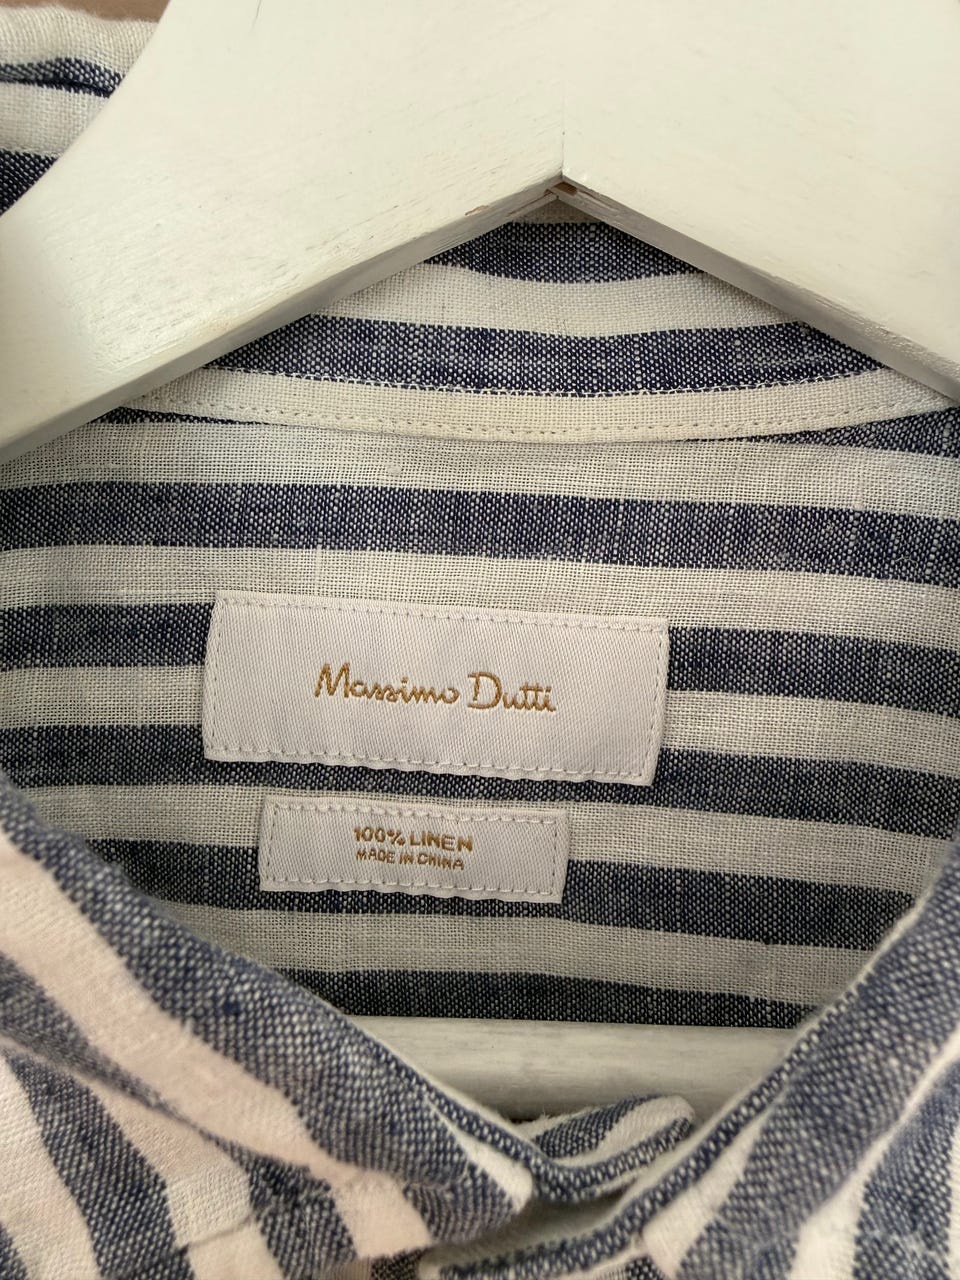 Massimo Dutti
100% LINEN
MADE IN CHINA